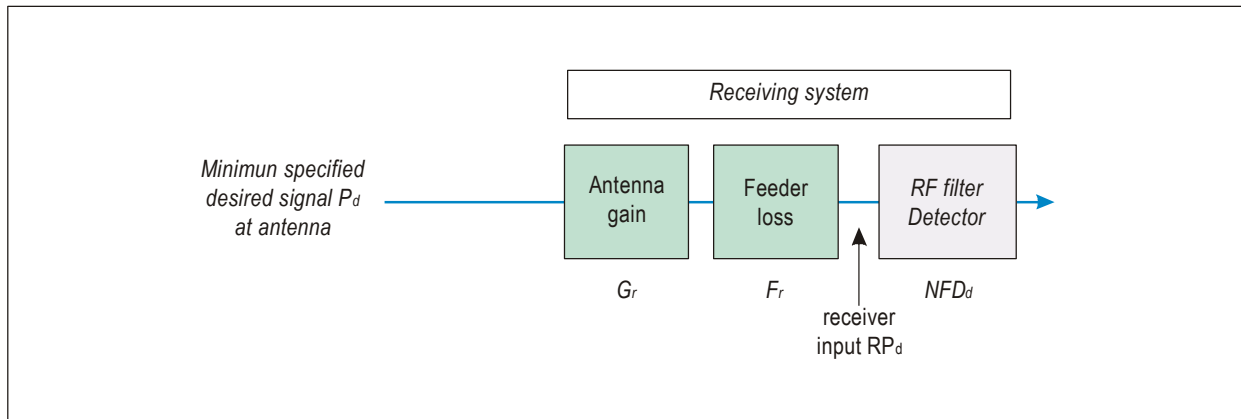 Receiving system
Minimun specified
desired signal Pd
at antenna
Antenna
gain
Feeder
loss
RF filter
Detector
Gr
Fr
NFDd
receiver
input RPd